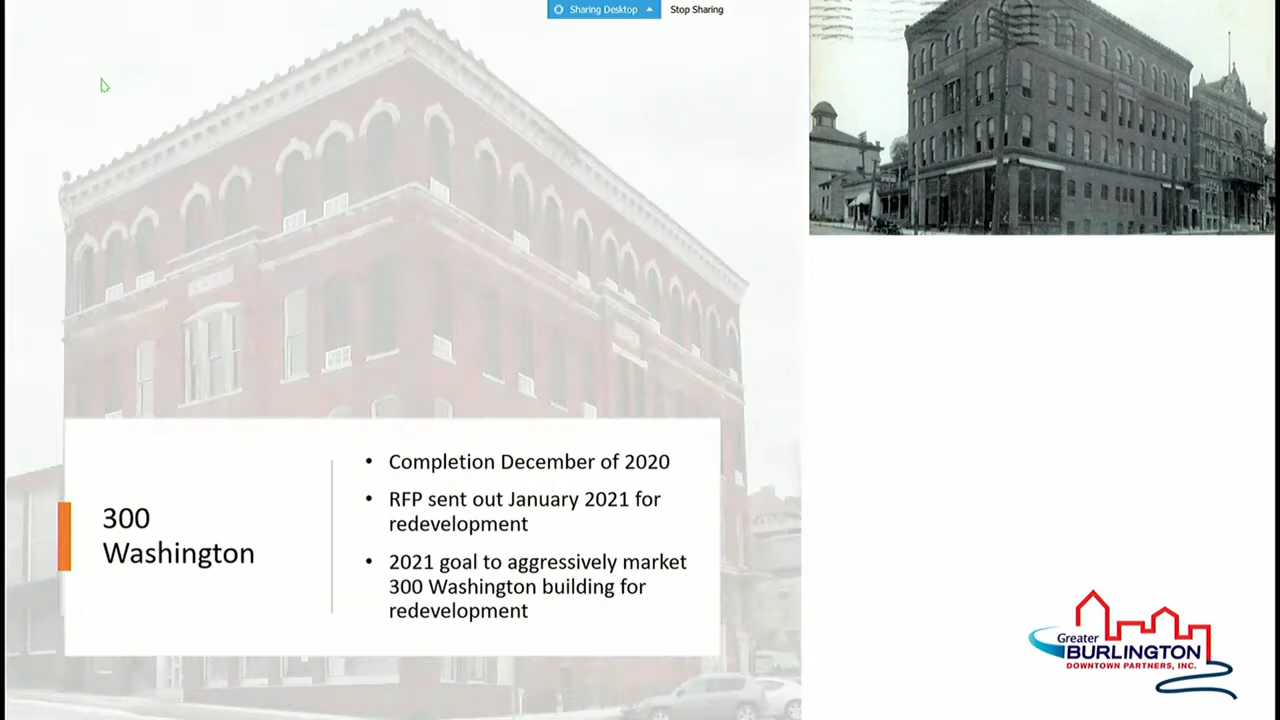 Sharing Desktop
Stop Sharing
300
Washington
• Completion December of 2020
• RFP sent out January 2021 for
redevelopment
• 2021 goal to aggressively market
300 Washington building for
redevelopment
Greater
BURLINGTON
DOWNTOWN PARTNERS, INC.